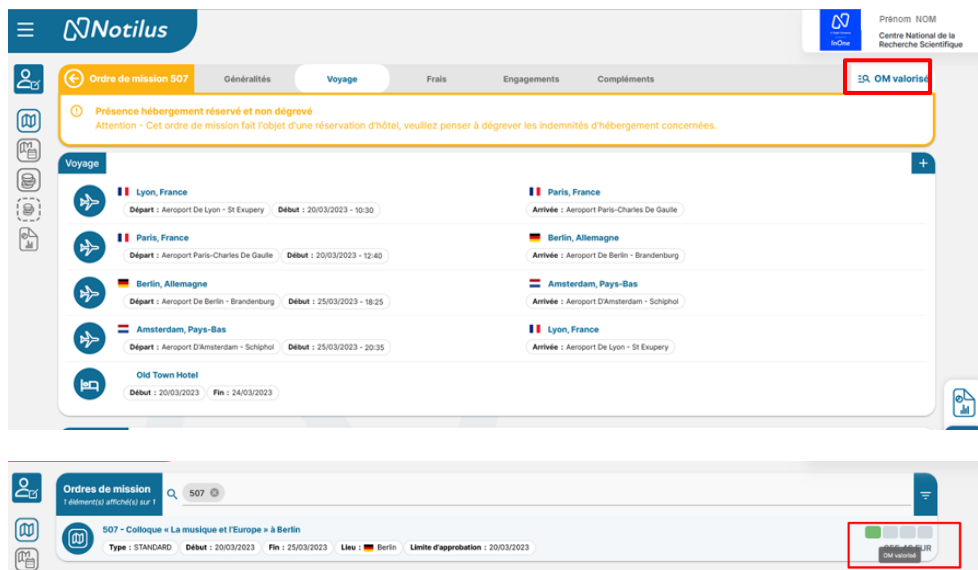 Notilus
InOne
Prénom NOM
Centre National de la
Recherche Scientifique
Ordre de mission 507
Généralités
Voyage
Frais
Engagements
Compléments
OM valorisé
Présence hébergement réservé et non dégrevé
Attention - Cet ordre de mission fait l'objet d'une réservation d'hôtel, veuillez penser à dégrever les indemnités d'hébergement concernées.
Voyage
+
Lyon, France
Paris, France
Départ : Aeroport De Lyon - St Exupery Début : 20/03/2023 - 10:30
Arrivée : Aeroport Paris-Charles De Gaulle
Paris, France
Berlin, Allemagne
Départ : Aeroport Paris-Charles De Gaulle Début : 20/03/2023 - 12:40
Arrivée : Aeroport De Berlin - Brandenburg
Berlin, Allemagne
Amsterdam, Pays-Bas
Départ : Aeroport De Berlin - Brandenburg Début : 25/03/2023 - 18:25
Arrivée : Aeroport D'Amsterdam - Schiphol
Amsterdam, Pays-Bas
Lyon, France
Départ : Aeroport D'Amsterdam - Schiphol Début : 25/03/2023 - 20:35
Arrivée : Aeroport De Lyon - St Exupery
Old Town Hotel
Début : 20/03/2023 Fin : 24/03/2023
Ordres de mission
1 élément(s) affiché(s) sur 1
507
507 - Colloque « La musique et l'Europe » à Berlin
Type : STANDARD Début : 20/03/2023 Fin : 25/03/2023 Lieu : Berlin Limite d'approbation : 20/03/2023
EUR
OM valorisé